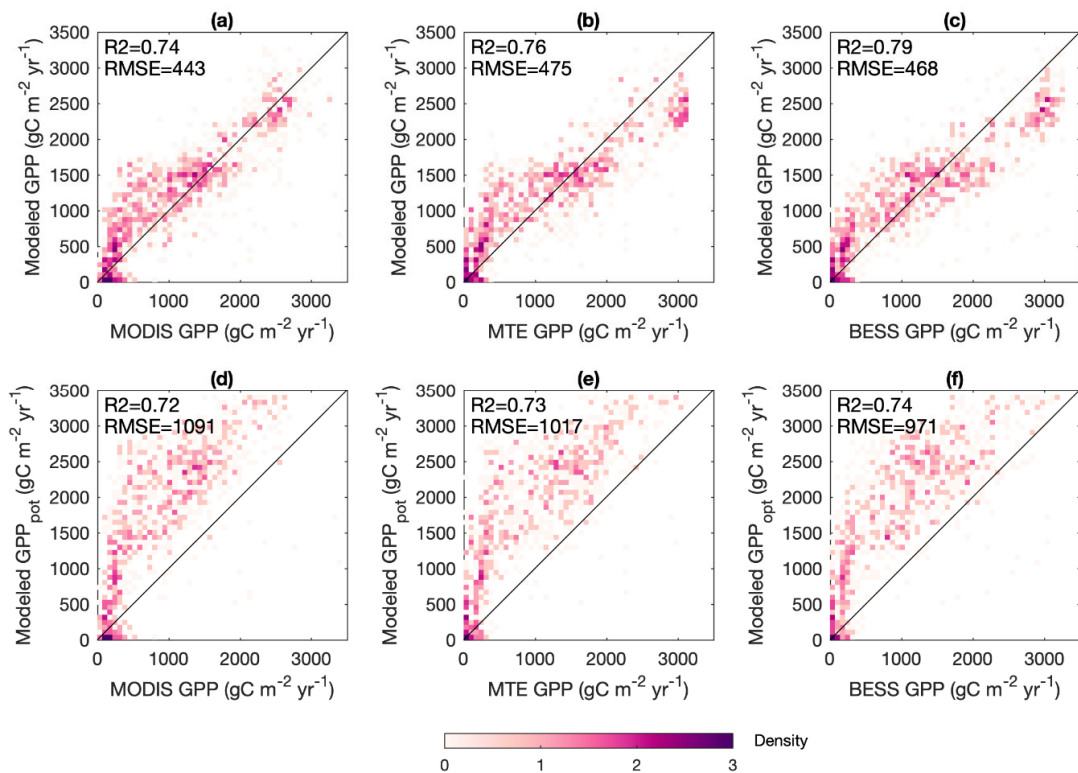 (a)
R2=0.74
RMSE=443
3500
3000
2500
2000
1500
1000
500
0
Modeled GPP (gC m⁻² yr⁻¹)
0 1000 2000 3000
MODIS GPP (gC m⁻² yr⁻¹)
(b)
R2=0.76
RMSE=475
3500
3000
2500
2000
1500
1000
500
0
Modeled GPP (gC m⁻² yr⁻¹)
0 1000 2000 3000
MTE GPP (gC m⁻² yr⁻¹)
(c)
R2=0.79
RMSE=468
3500
3000
2500
2000
1500
1000
500
0
Modeled GPP (gC m⁻² yr⁻¹)
0 1000 2000 3000
BESS GPP (gC m⁻² yr⁻¹)
(d)
R2=0.72
RMSE=1091
3500
3000
2500
2000
1500
1000
500
0
Modeled GPPpot (gC m⁻² yr⁻¹)
0 1000 2000 3000
MODIS GPP (gC m⁻² yr⁻¹)
(e)
R2=0.73
RMSE=1017
3500
3000
2500
2000
1500
1000
500
0
Modeled GPPpot (gC m⁻² yr⁻¹)
0 1000 2000 3000
MTE GPP (gC m⁻² yr⁻¹)
(f)
R2=0.74
RMSE=971
3500
3000
2500
2000
1500
1000
500
0
Modeled GPPopt (gC m⁻² yr⁻¹)
0 1000 2000 3000
BESS GPP (gC m⁻² yr⁻¹)
Density
0 1 2 3